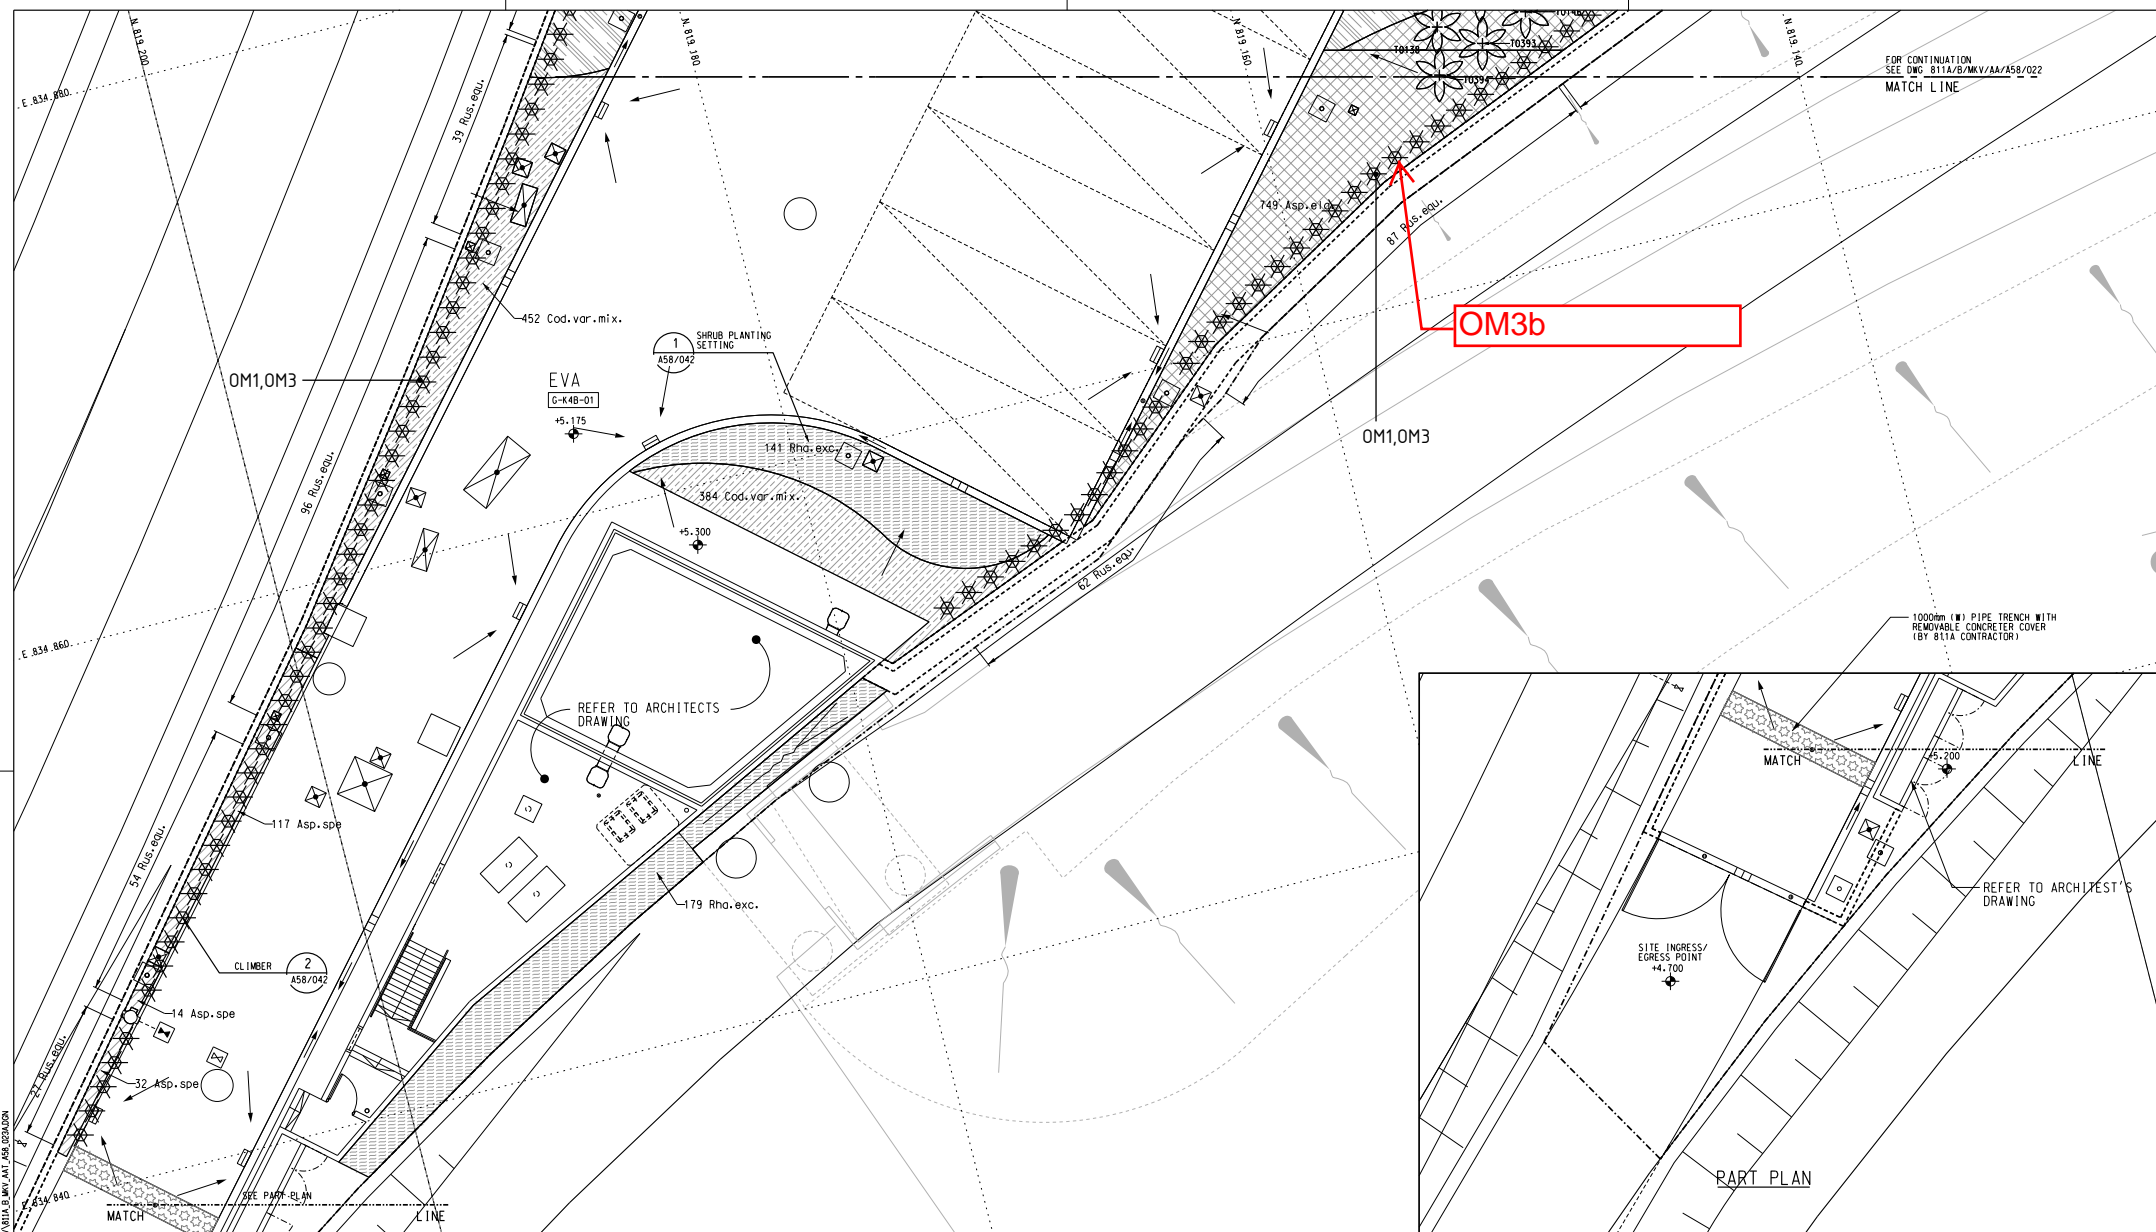 N.819.200
N.819.180
N.819.160.
N.819.140.
T0138
T0393
T0394
FOR CONTINUATION
SEE DWG 811A/B/MKV/AA/A58/022
MATCH LINE
E.834.880
39 Rus.equ.
749 Asp.elg.
87 Rus.equ.
452 Cod.var.mix.
OM3b
1
A58/042
SHRUB PLANTING
SETTING
OM1,OM3
EVA
G-K4B-01
+5.175
OM1,OM3
141 Rha.exc.
96 Rus.equ.
384 Cod.var.mix.
+5.300
62 Rus.equ.
E.834.860
1000mm (W) PIPE TRENCH WITH
REMOVABLE CONCRETER COVER
(BY 811A CONTRACTOR)
REFER TO ARCHITECTS
DRAWING
MATCH LINE
+5.200
117 Asp.spe
54 Rus.equ.
REFER TO ARCHITEST'S
DRAWING
179 Rha.exc.
SITE INGRESS/
EGRESS POINT
+4.700
CLIMBER
2
A58/042
14 Asp.spe
27 Rus.equ.
32 Asp.spe
PART PLAN
E.834.840
SEE PART PLAN
MATCH LINE